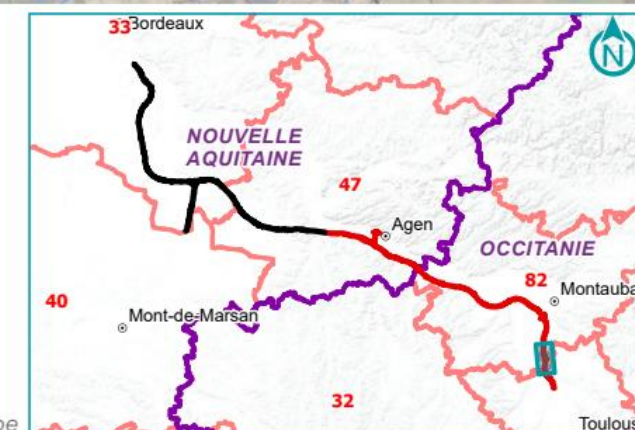 33
Bordeaux
N
NOUVELLE
AQUITAINE
47
Agen
OCCITANIE
82
40
Mont-de-Marsan
Montauba
32
Toulous